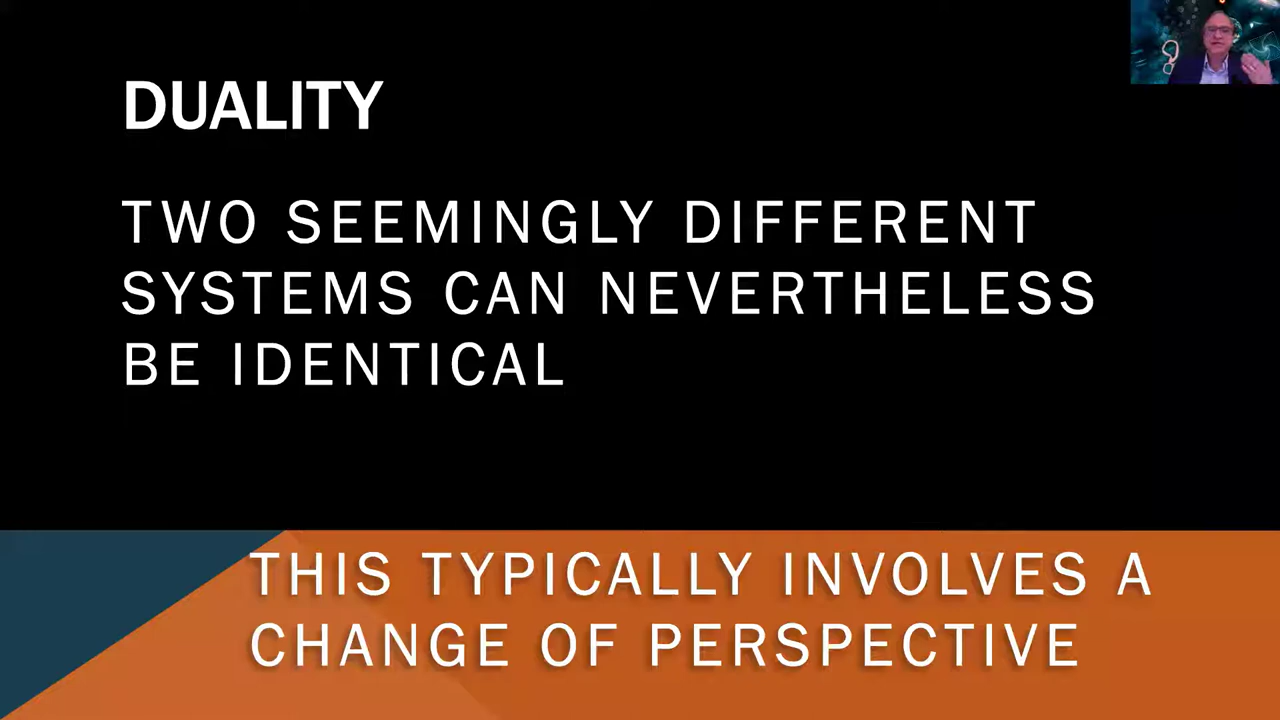 DUALITY
TWO SEEMINGLY DIFFERENT
SYSTEMS CAN NEVERTHELESS
BE IDENTICAL
THIS TYPICALLY INVOLVES A
CHANGE OF PERSPECTIVE